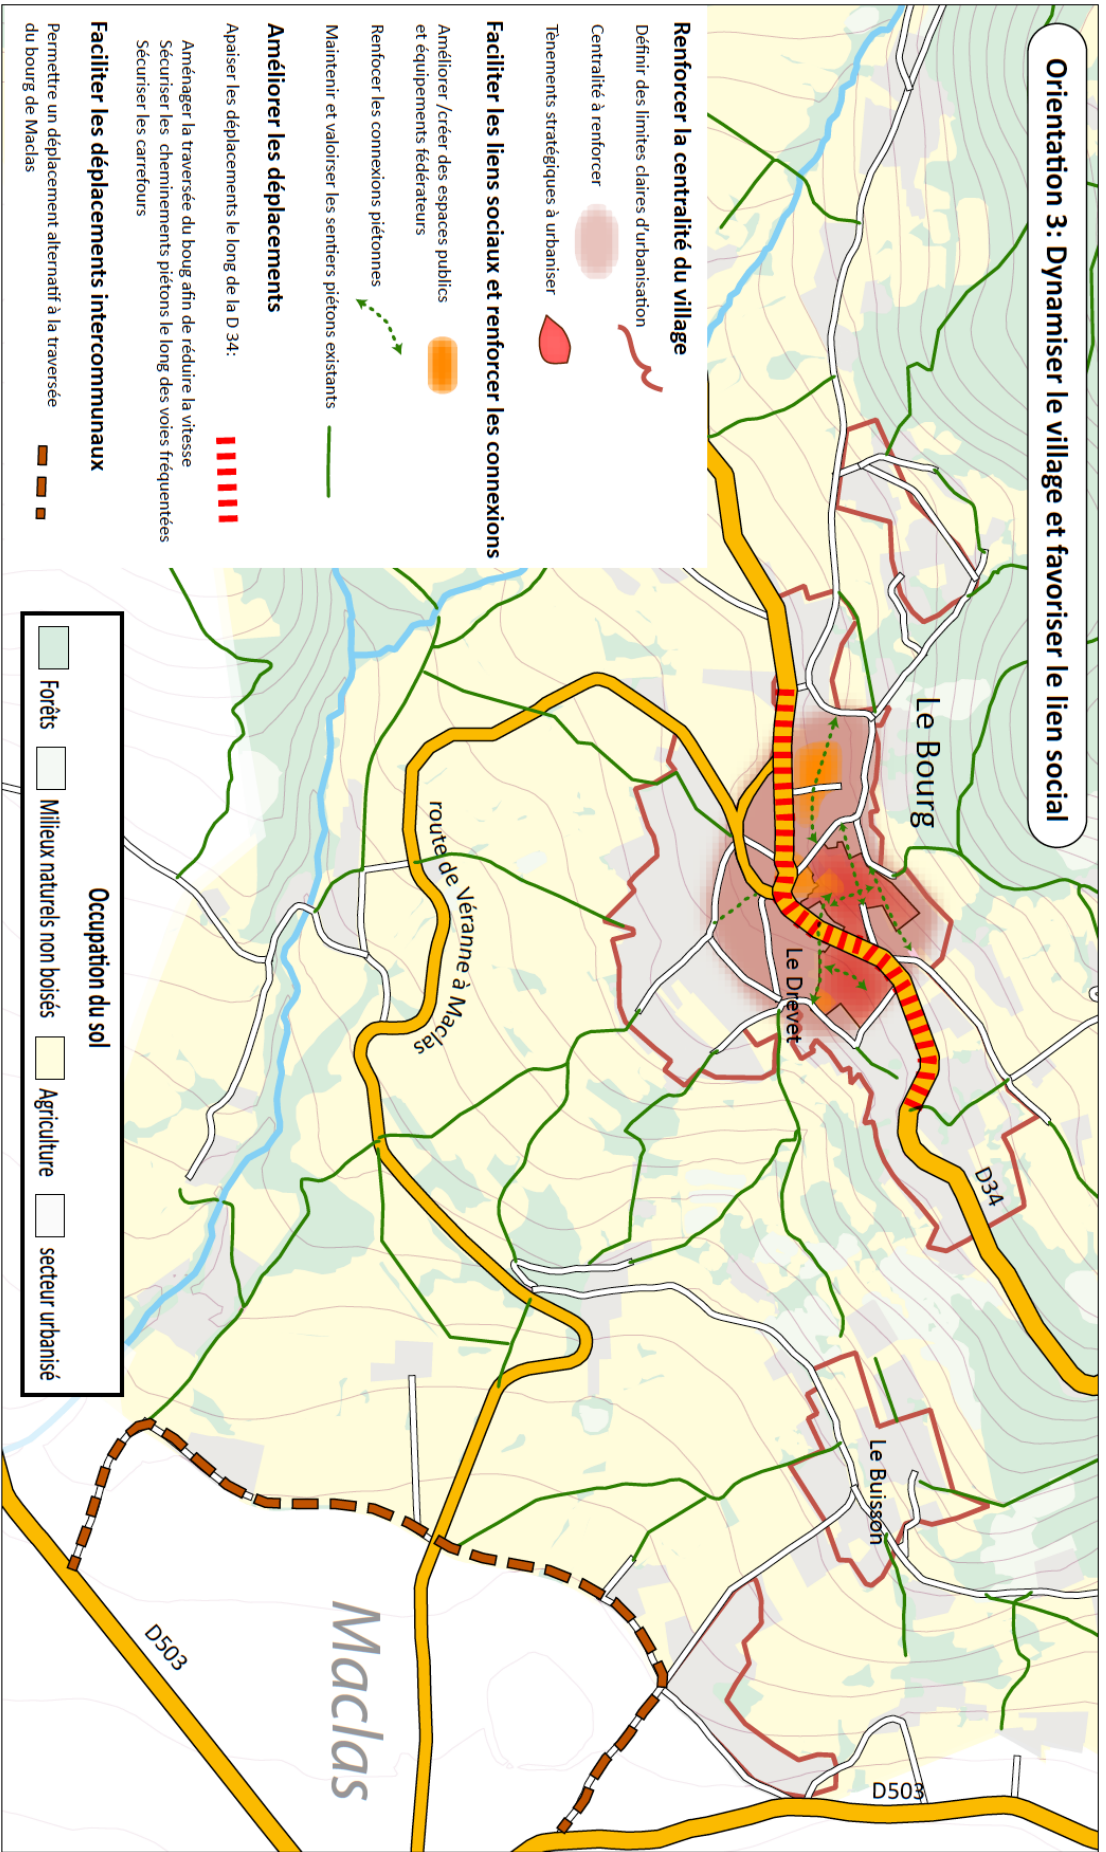 Orientation 3: Dynamiser le village et favoriser le lien social
Renforcer la centralité du village
Définir des limites claires d'urbanisation
Centralité à renforcer
Tènements stratégiques à urbaniser
Faciliter les liens sociaux et renforcer les connexions
Améliorer /créer des espaces publics
et équipements fédérateurs
Renfocer les connexions piétonnes
Maintenir et valoiriser les sentiers piétons existants
Améliorer les déplacements
Apaiser les déplacements le long de la D 34:
Aménager la traversée du boug afin de réduire la vitesse
Sécuriser les cheminements piétons le long des voies fréquentées
Sécuriser les carrefours
Faciliter les déplacements intercommunaux
Permettre un déplacement alternatif à la traversée
du bourg de Maclas
Le Bourg
Le Drevet
D34
route de Véranne à Maclas
Le Buisson
D503
Maclas
D503
Occupation du sol
Forêts
Milieux naturels non boisés
Agriculture
secteur urbanisé